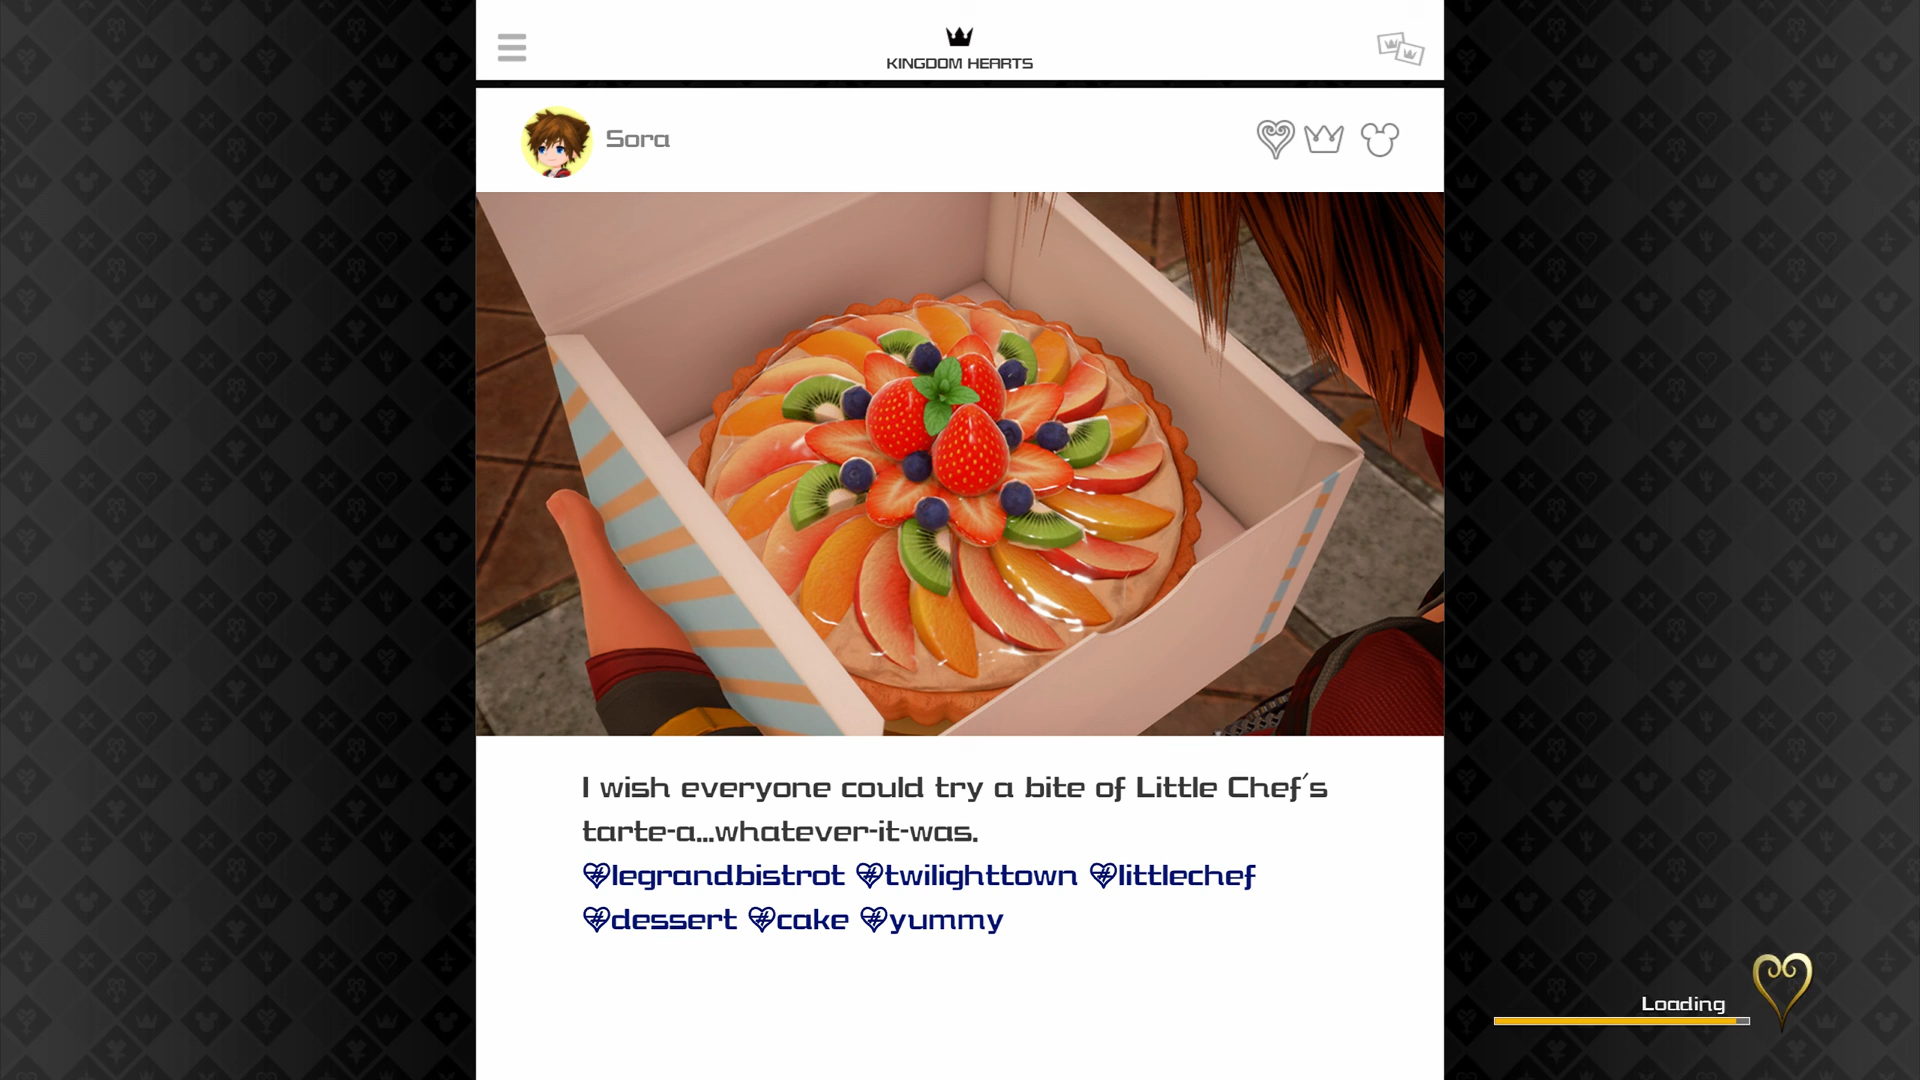 KINGDOM HEARTS
Sora
I wish everyone could try a bite of Little Chef's
tarte-a...whatever-it-was.
#legrandbistrot #twilighttown #littlechef
#dessert #cake #yummy
Loading